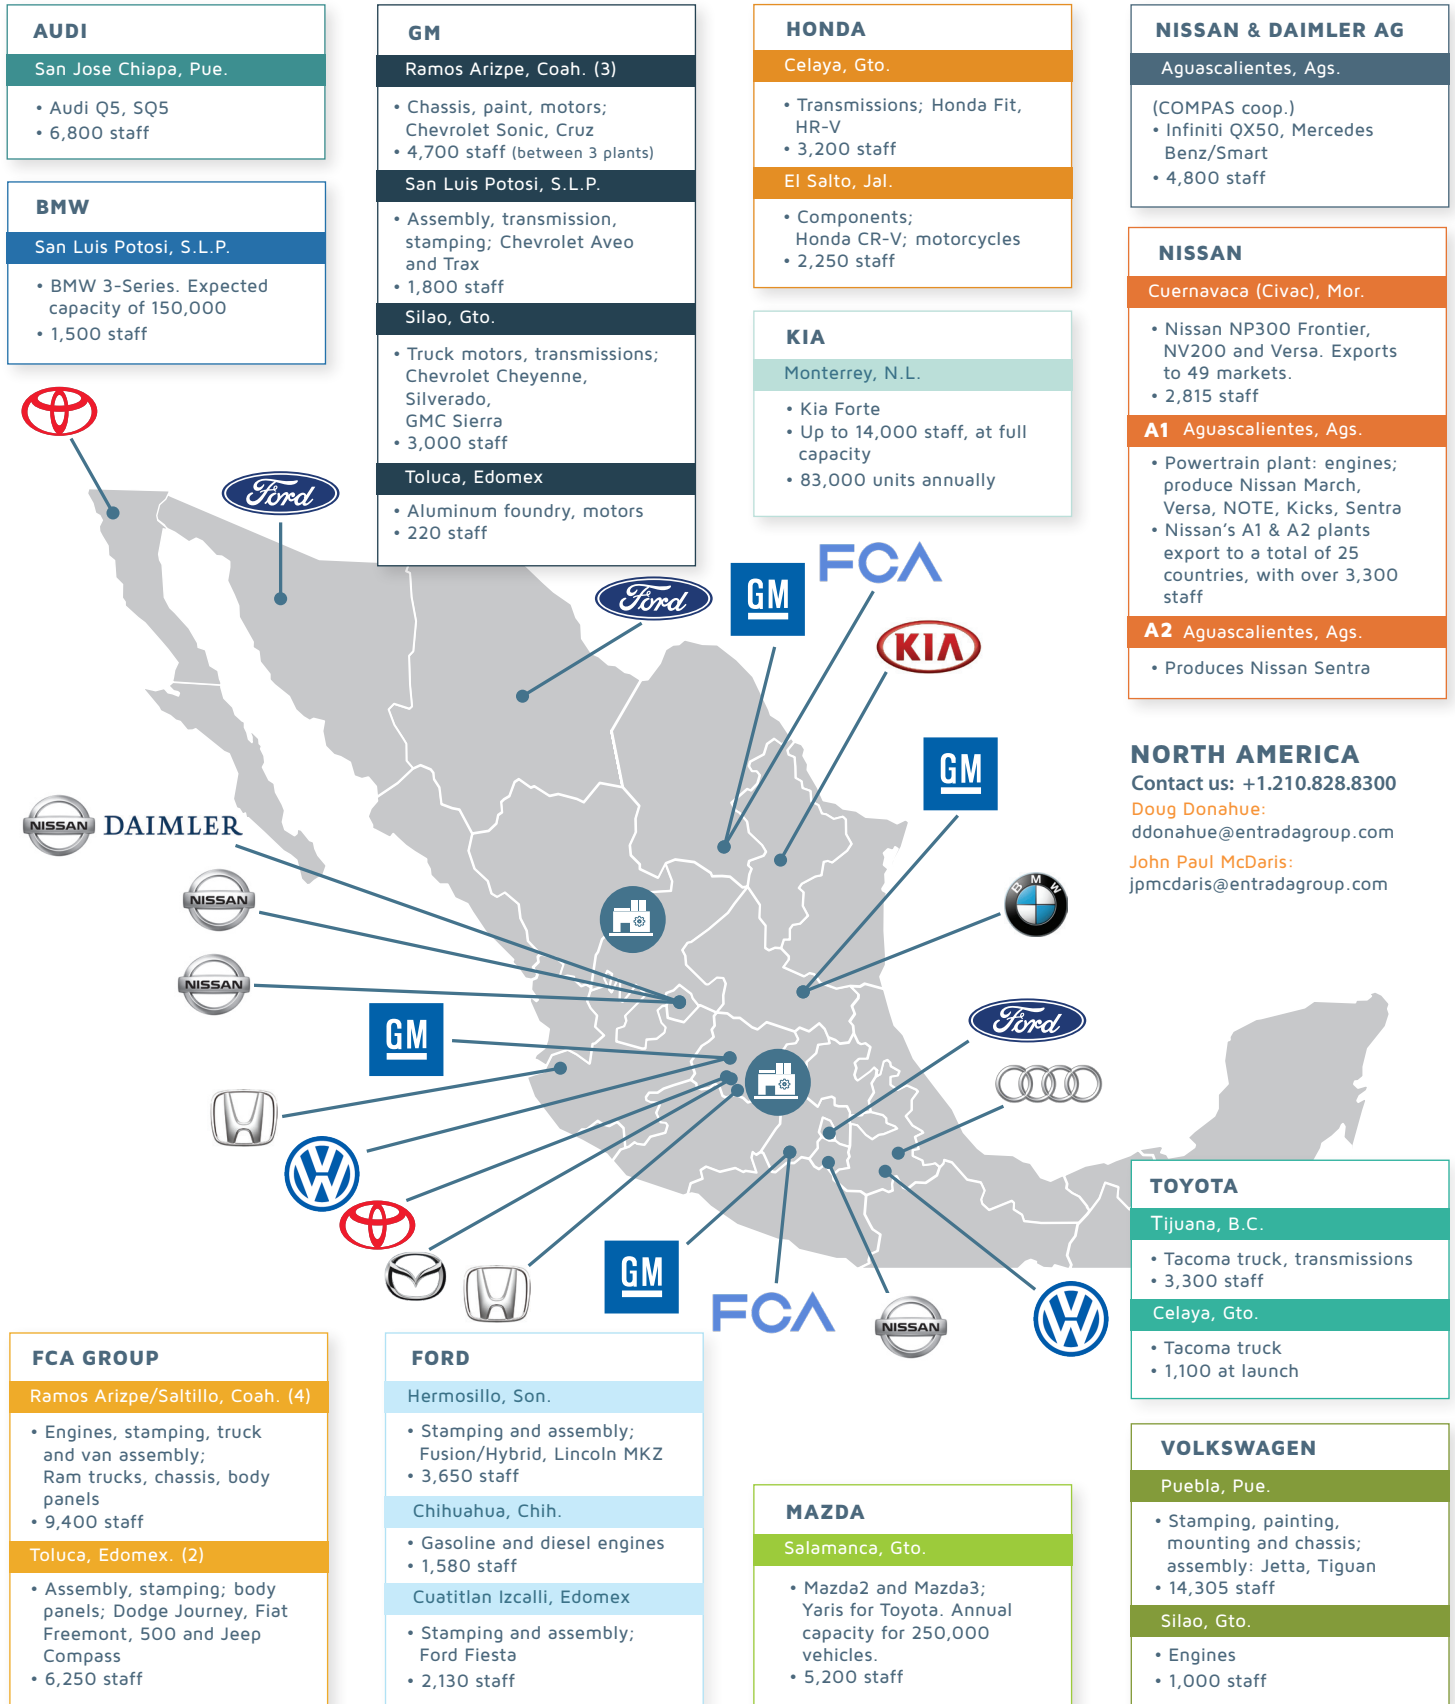 AUDI
San Jose Chiapa, Pue.
• Audi Q5, SQ5
• 6,800 staff
BMW
San Luis Potosi, S.L.P.
• BMW 3-Series. Expected
capacity of 150,000
• 1,500 staff
GM
Ramos Arizpe, Coah. (3)
• Chassis, paint, motors;
Chevrolet Sonic, Cruz
• 4,700 staff (between 3 plants)
San Luis Potosi, S.L.P.
• Assembly, transmission,
stamping; Chevrolet Aveo
and Trax
• 1,800 staff
Silao, Gto.
• Truck motors, transmissions;
Chevrolet Cheyenne,
Silverado,
GMC Sierra
• 3,000 staff
Toluca, Edomex
• Aluminum foundry, motors
• 220 staff
HONDA
Celaya, Gto.
• Transmissions; Honda Fit,
HR-V
• 3,200 staff
El Salto, Jal.
• Components;
Honda CR-V; motorcycles
• 2,250 staff
KIA
Monterrey, N.L.
• Kia Forte
• Up to 14,000 staff, at full
capacity
• 83,000 units annually
NISSAN & DAIMLER AG
Aguascalientes, Ags.
(COMPAS coop.)
• Infiniti QX50, Mercedes
Benz/Smart
• 4,800 staff
NISSAN
Cuernavaca (Civac), Mor.
• Nissan NP300 Frontier,
NV200 and Versa. Exports
to 49 markets.
• 2,815 staff
A1 Aguascalientes, Ags.
• Powertrain plant: engines;
produce Nissan March,
Versa, NOTE, Kicks, Sentra
• Nissan's A1 & A2 plants
export to a total of 25
countries, with over 3,300
staff
A2 Aguascalientes, Ags.
• Produces Nissan Sentra
NORTH AMERICA
Contact us: +1.210.828.8300
Doug Donahue:
ddonahue@entradagroup.com
John Paul McDaris:
jpmcdaris@entradagroup.com
Ford
Ford
GM
FCA
KIA
GM
NISSAN DAIMLER
BMW
NISSAN
NISSAN
GM
Ford
GM
FCA
NISSAN
TOYOTA
Tijuana, B.C.
• Tacoma truck, transmissions
• 3,300 staff
Celaya, Gto.
• Tacoma truck
• 1,100 at launch
FCA GROUP
Ramos Arizpe/Saltillo, Coah. (4)
• Engines, stamping, truck
and van assembly;
Ram trucks, chassis, body
panels
• 9,400 staff
Toluca, Edomex. (2)
• Assembly, stamping; body
panels; Dodge Journey, Fiat
Freemont, 500 and Jeep
Compass
• 6,250 staff
FORD
Hermosillo, Son.
• Stamping and assembly;
Fusion/Hybrid, Lincoln MKZ
• 3,650 staff
Chihuahua, Chih.
• Gasoline and diesel engines
• 1,580 staff
Cuatitlan Izcalli, Edomex
• Stamping and assembly;
Ford Fiesta
• 2,130 staff
MAZDA
Salamanca, Gto.
• Mazda2 and Mazda3;
Yaris for Toyota. Annual
capacity for 250,000
vehicles.
• 5,200 staff
VOLKSWAGEN
Puebla, Pue.
• Stamping, painting,
mounting and chassis;
assembly: Jetta, Tiguan
• 14,305 staff
Silao, Gto.
• Engines
• 1,000 staff